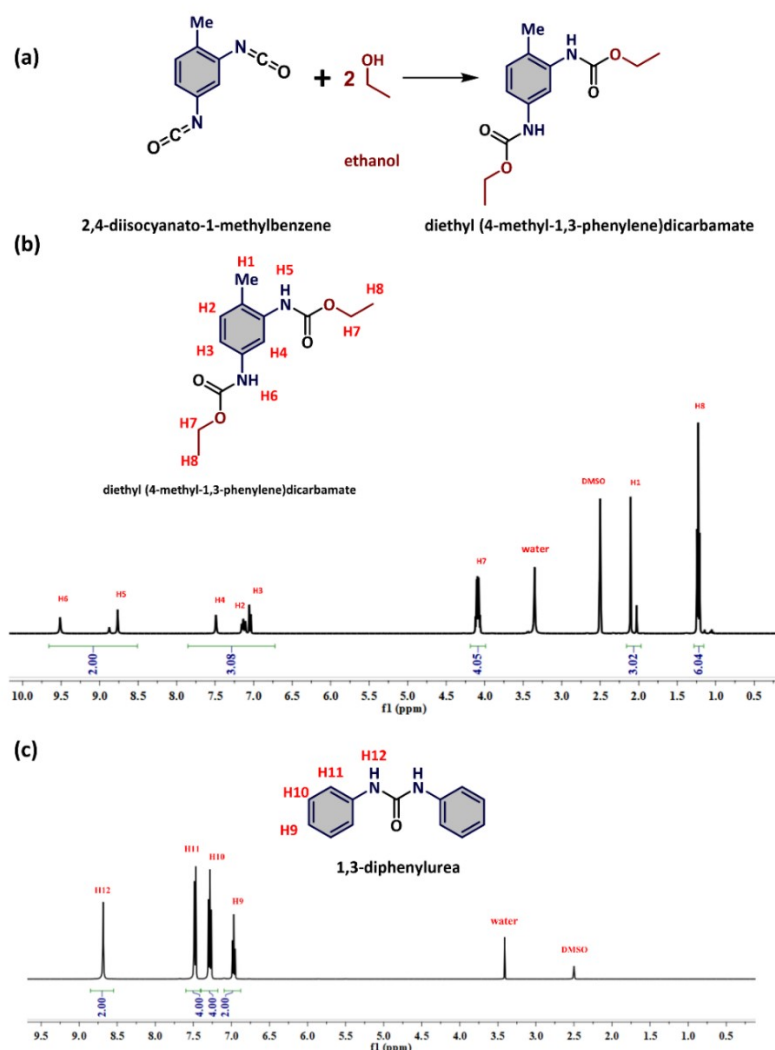 (a)
Me
N=C=O
+ 2
OH
N
O=C
ethanol
Me
H
N
O
O
O
NH
O
2,4-diisocyanato-1-methylbenzene
diethyl (4-methyl-1,3-phenylene)dicarbamate
(b)
H1
Me
H5
H
N
H8
O
H2
O
H7
H3
H4
O
NH
H6
H7
O
H8
diethyl (4-methyl-1,3-phenylene)dicarbamate
H8
DMSO
H1
water
H7
H6
H5
H4
H2
H3
2.00
3.08
4.05
3.02
6.04
10.0 9.5 9.0 8.5 8.0 7.5 7.0 6.5 6.0 5.5 5.0 4.5 4.0 3.5 3.0 2.5 2.0 1.5 1.0 0.5
f1 (ppm)
(c)
H12
H11
H H
N N
H10
O
H9
1,3-diphenylurea
H12
H11
H10
H9
water
DMSO
2.00
4.00
4.00
2.00
9.5 9.0 8.5 8.0 7.5 7.0 6.5 6.0 5.5 5.0 4.5 4.0 3.5 3.0 2.5 2.0 1.5 1.0 0.5
f1 (ppm)